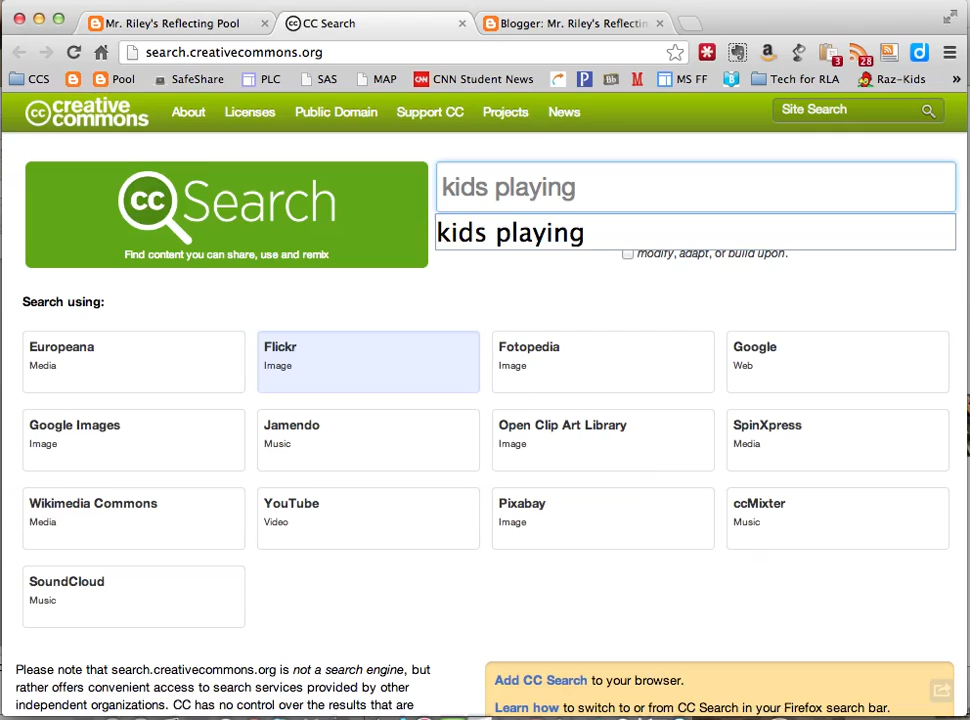 Mr. Riley's Reflecting Pool
CC Search
Blogger: Mr. Riley's Reflectin
search.creativecommons.org
3
28
CCS
Pool
SafeShare
PLC
SAS
MAP
CNN
CNN Student News
P
Bb
M
MS FF
Tech for RLA
Raz-Kids
»
cc creative commons
About
Licenses
Public Domain
Support CC
Projects
News
Site Search
cc Search
Find content you can share, use and remix
kids playing
kids playing
modify, adapt, or build upon.
Search using:
Europeana
Media
Flickr
Image
Fotopedia
Image
Google
Web
Google Images
Image
Jamendo
Music
Open Clip Art Library
Image
SpinXpress
Media
Wikimedia Commons
Media
YouTube
Video
Pixabay
Image
ccMixter
Music
SoundCloud
Music
Please note that search.creativecommons.org is not a search engine, but
rather offers convenient access to search services provided by other
independent organizations. CC has no control over the results that are
Add CC Search to your browser.
Learn how to switch to or from CC Search in your Firefox search bar.